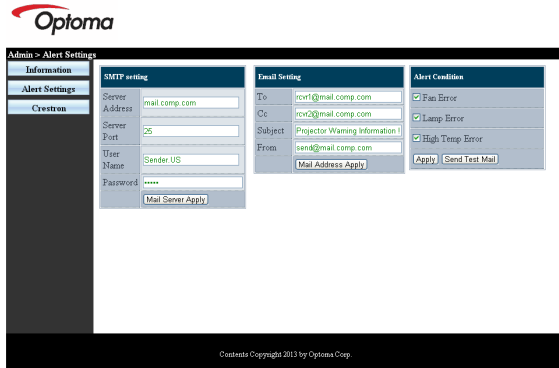 Optoma
Admin > Alert Settings
Information
Alert Settings
Crestron
SMTP setting
Server Address
mail.comp.com
Server Port
25
User Name
Sender.US
Password
•••••
Mail Server Apply
Email Setting
To
rcvr1@mail.comp.com
Cc
rcvr2@mail.comp.com
Subject
Projector Warning Information !
From
send@mail.comp.com
Mail Address Apply
Alert Condition
Fan Error
Lamp Error
High Temp Error
Apply
Send Test Mail
Contents Copyright 2013 by Optoma Corp.